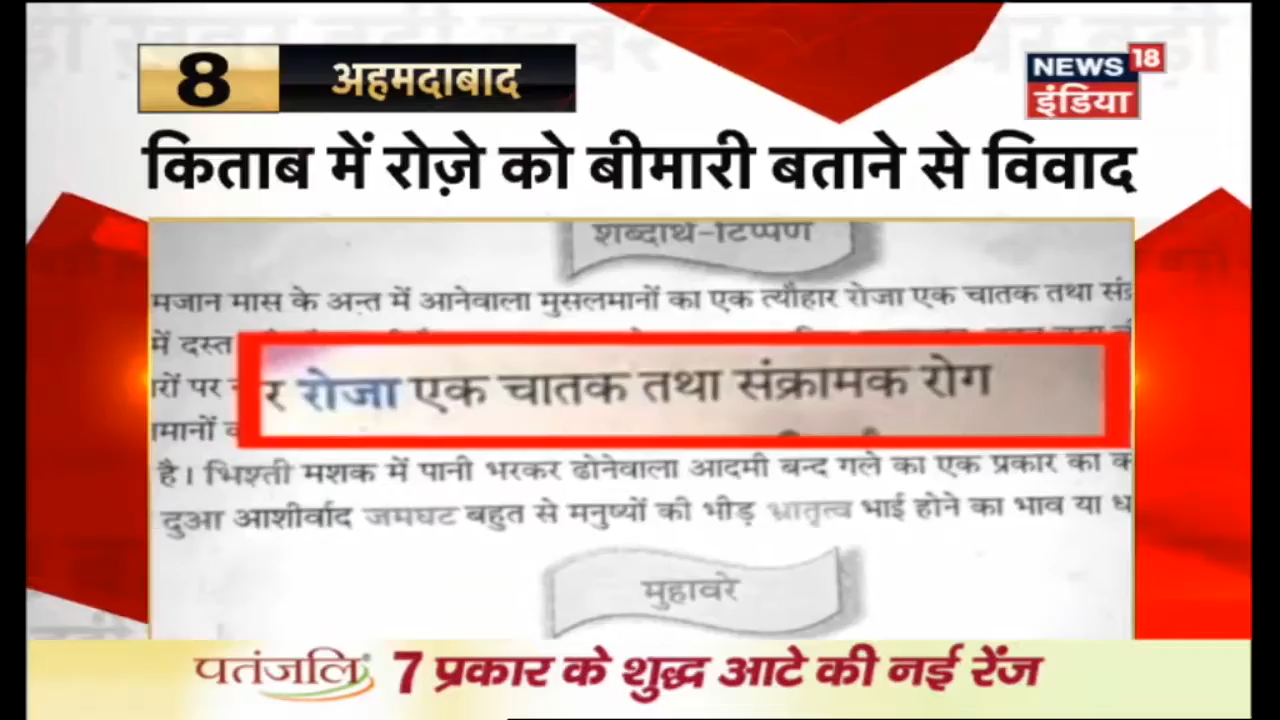 8 अहमदाबाद
NEWS 18
इंडिया
किताब में रोज़े को बीमारी बताने से विवाद
शब्दार्थ-टिप्पण
मजान मास के अन्त में आनेवाला मुसलमानों का एक त्यौहार रोजा एक चातक तथा सं
में दस्त
र रोजा एक चातक तथा संक्रामक रोग
रों पर
मानों
है। भिश्ती मशक में पानी भरकर ढोनेवाला आदमी बन्द गले का एक प्रकार का
दुआ आशीर्वाद जमघट बहुत से मनुष्यों की भीड़ भ्रातृत्व भाई होने का भाव या ध
मुहावरे
पतंजलि 7 प्रकार के शुद्ध आटे की नई रेंज